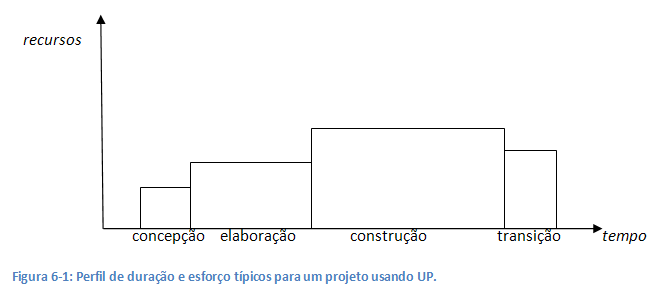 recursos
concepção elaboração construção transição tempo
Figura 6-1: Perfil de duração e esforço típicos para um projeto usando UP.